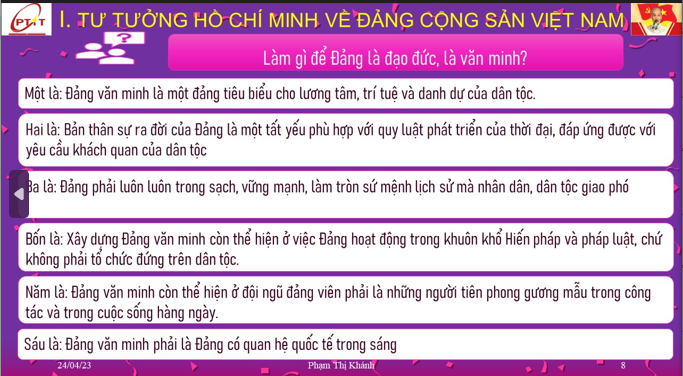 PTIT
I. TƯ TƯỞNG HỒ CHÍ MINH VỀ ĐẢNG CỘNG SẢN VIỆT NAM
?
Làm gì để Đảng là đạo đức, là văn minh?
Một là: Đảng văn minh là một đảng tiêu biểu cho lương tâm, trí tuệ và danh dự của dân tộc.
Hai là: Bản thân sự ra đời của Đảng là một tất yếu phù hợp với quy luật phát triển của thời đại, đáp ứng được với
yêu cầu khách quan của dân tộc
Ba là: Đảng phải luôn luôn trong sạch, vững mạnh, làm tròn sứ mệnh lịch sử mà nhân dân, dân tộc giao phó
Bốn là: Xây dựng Đảng văn minh còn thể hiện ở việc Đảng hoạt động trong khuôn khổ Hiến pháp và pháp luật, chứ
không phải tổ chức đứng trên dân tộc.
Năm là: Đảng văn minh còn thể hiện ở đội ngũ đảng viên phải là những người tiên phong gương mẫu trong công
tác và trong cuộc sống hàng ngày.
Sáu là: Đảng văn minh phải là Đảng có quan hệ quốc tế trong sáng
24/04/23
Phạm Thị Khánh
8